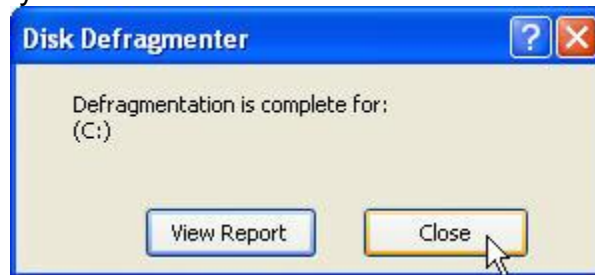 Disk Defragmenter
Defragmentation is complete for:
(C:)
View Report Close